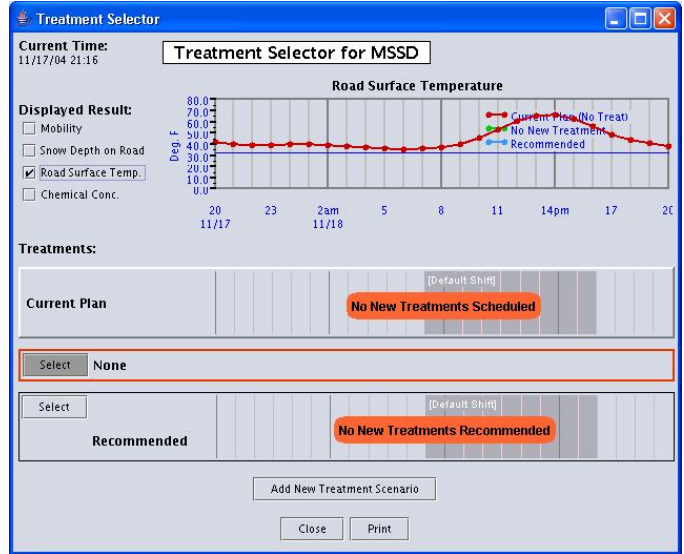 Treatment Selector
Current Time:
11/17/04 21:16
Treatment Selector for MSSD
Road Surface Temperature
Displayed Result:
Mobility
Snow Depth on Road
Road Surface Temp.
Chemical Conc.
Deg. F
80.0
70.0
60.0
50.0
40.0
30.0
20.0
10.0
0.0
Current Plan (No Treat)
No New Treatment
Recommended
20 23 2am 5 8 11 14pm 17 20
11/17 11/18
Treatments:
Current Plan
[Default Shift]
No New Treatments Scheduled
Select None
Select
[Default Shift]
No New Treatments Recommended
Recommended
Add New Treatment Scenario
Close Print